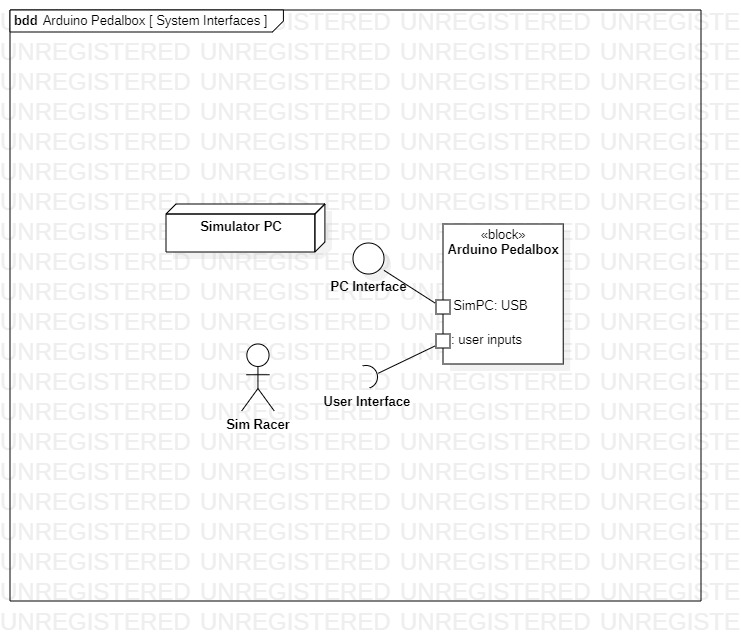 bdd Arduino Pedalbox [ System Interfaces ]
Simulator PC
«block»
Arduino Pedalbox
PC Interface
SimPC: USB
: user inputs
User Interface
Sim Racer
UNREGISTERED UNREGISTERED UNREGISTERED UNREGISTERED